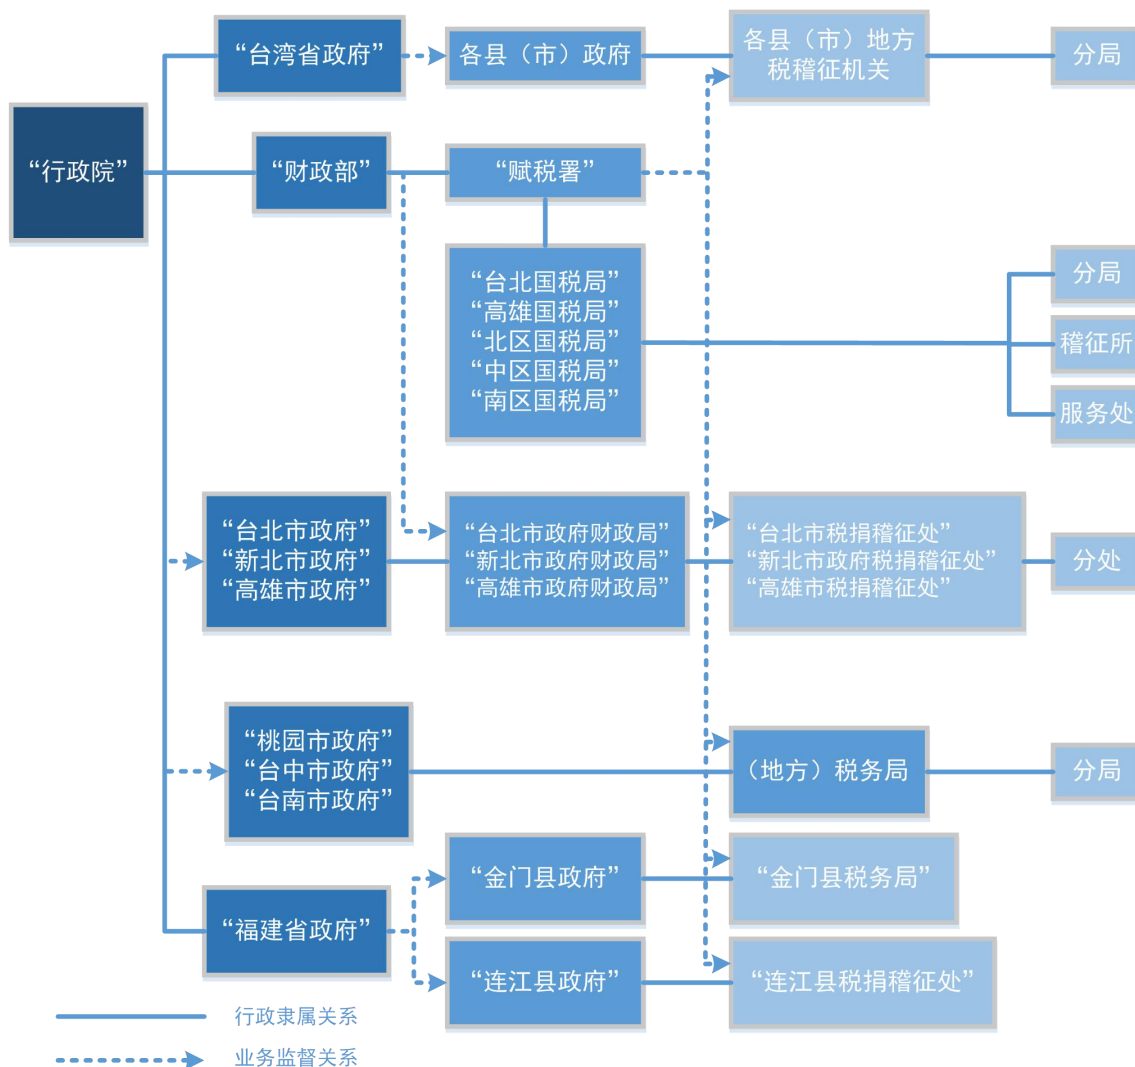 “行政院”
“台湾省政府”
各县（市）政府
各县（市）地方
税稽征机关
分局
“财政部”
“赋税署”
“台北国税局”
“高雄国税局”
“北区国税局”
“中区国税局”
“南区国税局”
分局
稽征所
服务处
“台北市政府”
“新北市政府”
“高雄市政府”
“台北市政府财政局”
“新北市政府财政局”
“高雄市政府财政局”
“台北市税捐稽征处”
“新北市政府税捐稽征处”
“高雄市税捐稽征处”
分处
“桃园市政府”
“台中市政府”
“台南市政府”
（地方）税务局
分局
“福建省政府”
“金门县政府”
“金门县税务局”
“连江县政府”
“连江县税捐稽征处”
行政隶属关系
业务监督关系